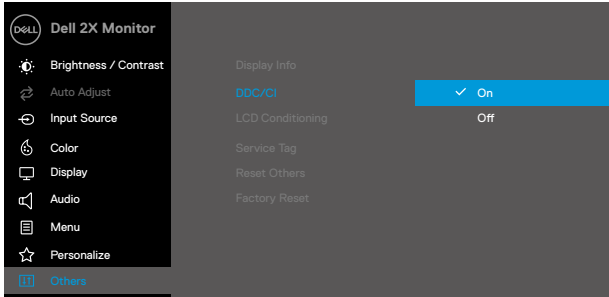 DELL
Dell 2X Monitor
Brightness / Contrast
Auto Adjust
Input Source
Color
Display
Audio
Menu
Personalize
Others
Display Info
DDC/CI
LCD Conditioning
Service Tag
Reset Others
Factory Reset
On
Off